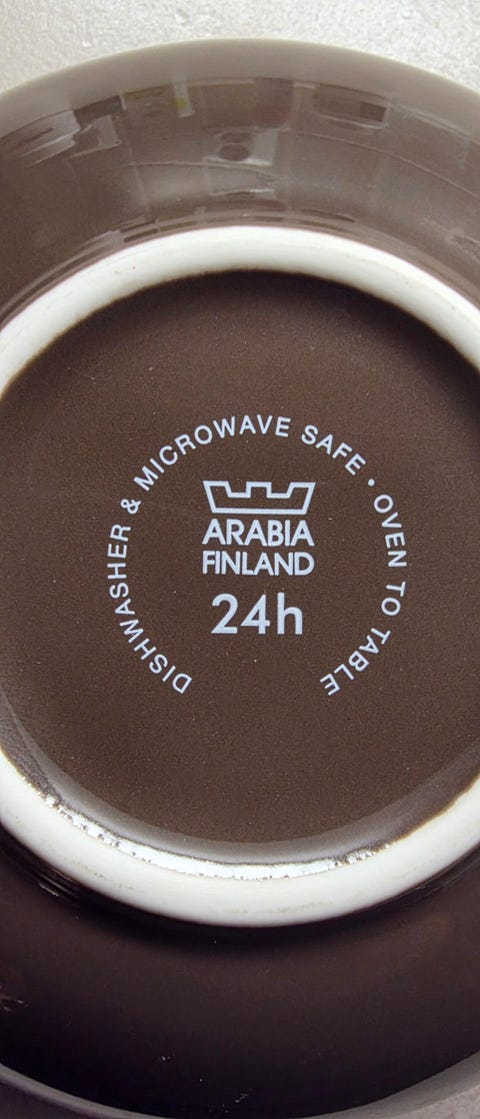 DISHWASHER & MICROWAVE SAFE • OVEN TO TABLE
ARABIA
FINLAND
24h